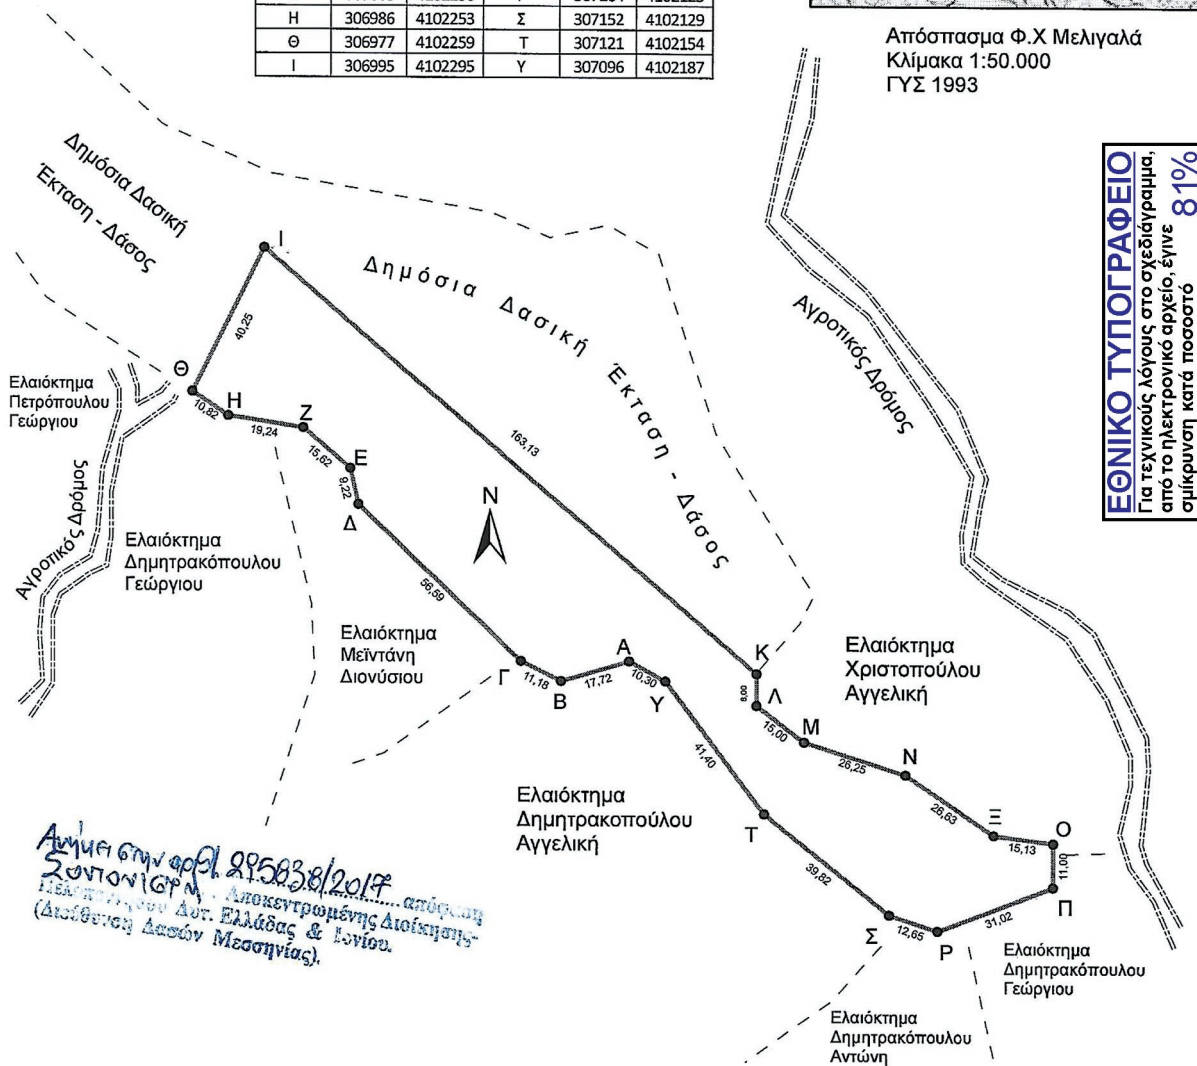 Η 306986 4102253 Σ 307152 4102129
Θ 306977 4102259 Τ 307121 4102154
Ι 306995 4102295 Υ 307096 4102187
Απόσπασμα Φ.Χ Μελιγαλά
Κλίμακα 1:50.000
ΓΥΣ 1993
ΕΘΝΙΚΟ ΤΥΠΟΓΡΑΦΕΙΟ
Για τεχνικούς λόγους στο σχεδιάγραμμα,
από το ηλεκτρονικό αρχείο, έγινε
σμίκρυνση κατά ποσοστό 81%
Δημόσια Δασική
Έκταση - Δάσος
Ι
Δημόσια Δασική Έκταση - Δάσος
Αγροτικός Δρόμος
40,25
Θ
Ελαιόκτημα
Πετρόπουλου
Γεώργιου
10,82
Η
19,24
Ζ
15,62
Ε
9,22
Δ
163,13
Ν
Αγροτικός Δρόμος
Ελαιόκτημα
Δημητρακόπουλου
Γεώργιου
56,59
Ελαιόκτημα
Μεϊντάνη
Διονύσιου
Γ
11,18
Β
17,72
Α
10,30
Υ
Κ
8,00
Λ
15,00
Μ
26,25
Ν
Ελαιόκτημα
Χριστοπούλου
Αγγελική
41,40
26,63
Ελαιόκτημα
Δημητρακοπούλου
Αγγελική
Τ
Ξ
15,13
Ο
11,00
Π
39,82
31,02
Σ
12,65
Ρ
Ελαιόκτημα
Δημητρακόπουλου
Γεώργιου
Ελαιόκτημα
Δημητρακόπουλου
Αντώνη
Ανήκει στην αριθ. 295838/2017 απόφαση
Συντονιστή Αποκεντρωμένης Διοίκησης
Πελοποννήσου Δυτ. Ελλάδας & Ιονίου.
(Διεύθυνση Δασών Μεσσηνίας).